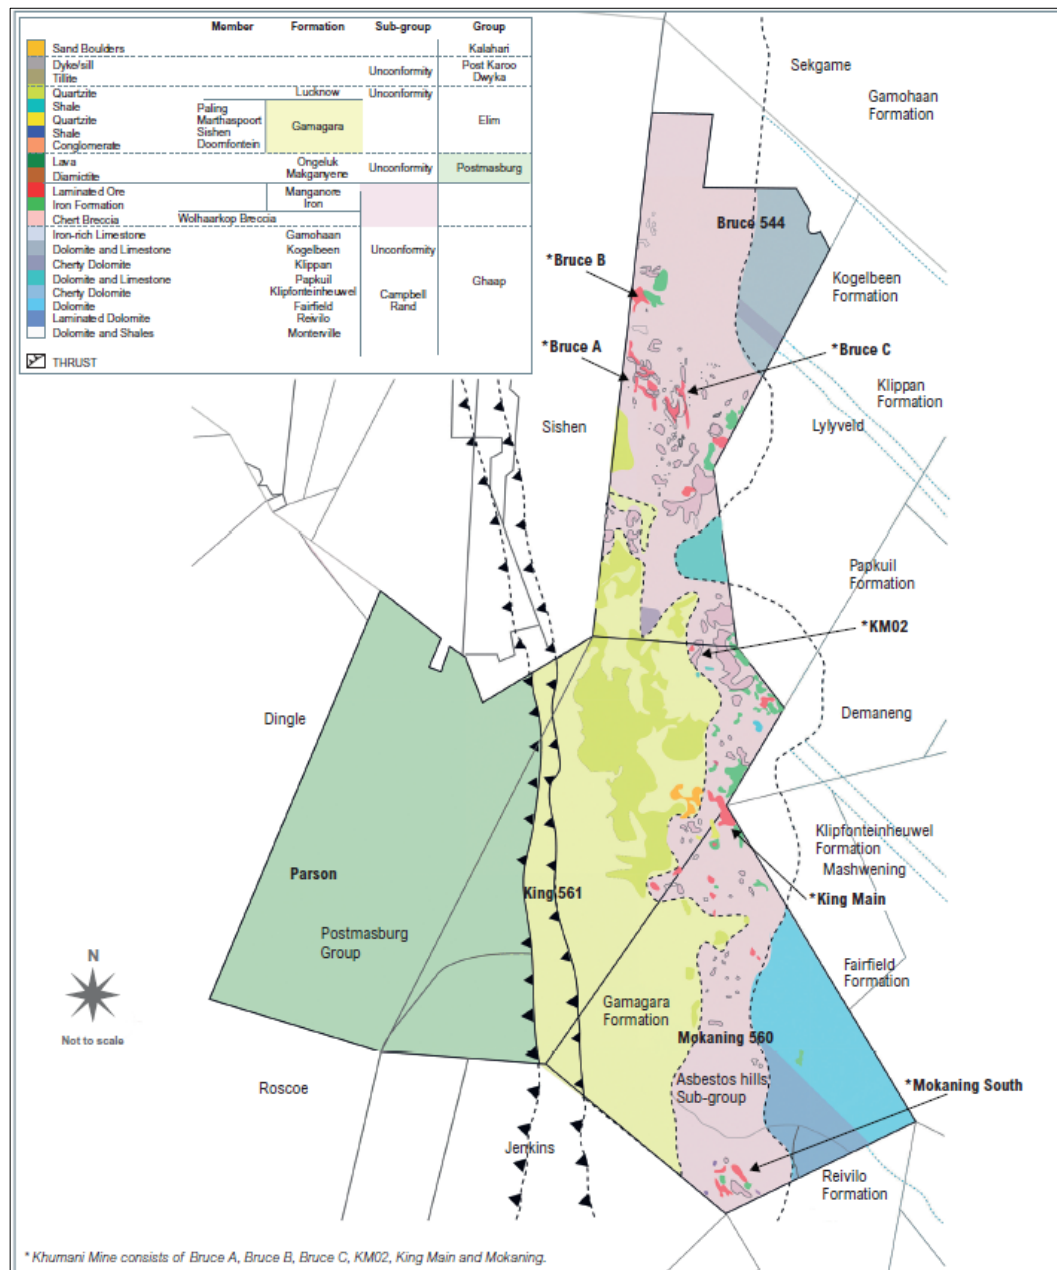 Member Formation Sub-group Group
Sand Boulders Kalahari
Dyke/sill Unconformity Post Karoo
Tillite Dwyka
Quartzite Lucknow Unconformity
Shale Paling
Quartzite Marthaspoort Gamagara Elim
Shale Sishen
Conglomerate Doornfontein
Lava Ongeluk Unconformity Postmasburg
Diamictite Makganyene
Laminated Ore Manganore
Iron Formation Iron
Chert Breccia Wolhaarkop Breccia
Iron-rich Limestone Gamohaan
Dolomite and Limestone Kogelbeen Unconformity
Cherty Dolomite Klippan
Dolomite and Limestone Papkuil Ghaap
Cherty Dolomite Klipfonteinheuwel Campbell
Dolomite Fairfield Rand
Laminated Dolomite Reivilo
Dolomite and Shales Monterville
THRUST
Sekgame
Gamohaan
Formation
Bruce 544
*Bruce B
Kogelbeen
Formation
*Bruce A
*Bruce C
Klippan
Formation
Sishen
Lylyveld
Papkuil
Formation
*KM02
Dingle
Demaneng
Klipfonteinheuwel
Formation
Mashwening
Parson
King 561
*King Main
Postmasburg
Group
N
Not to scale
Fairfield
Formation
Gamagara
Formation
Mokaning 560
Asbestos hills
Sub-group
*Mokaning South
Roscoe
Jenkins
Reivilo
Formation
* Khumani Mine consists of Bruce A, Bruce B, Bruce C, KM02, King Main and Mokaning.